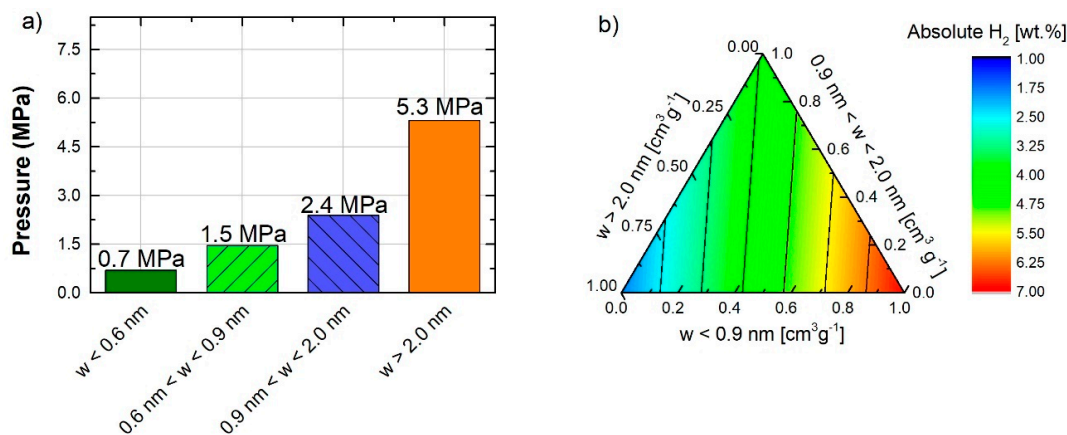 a)
Pressure (MPa)
7.5
6.0
4.5
3.0
1.5
0.0
0.7 MPa
1.5 MPa
2.4 MPa
5.3 MPa
w < 0.6 nm
0.6 nm < w < 0.9 nm
0.9 nm < w < 2.0 nm
w > 2.0 nm
b)
w > 2.0 nm [cm³g⁻¹]
0.00
0.25
0.50
0.75
1.00
0.9 nm < w < 2.0 nm [cm³g⁻¹]
1.0
0.8
0.6
0.4
0.2
0.0
0.0 0.2 0.4 0.6 0.8 1.0
w < 0.9 nm [cm³g⁻¹]
Absolute H₂ [wt.%]
1.00
1.75
2.50
3.25
4.00
4.75
5.50
6.25
7.00